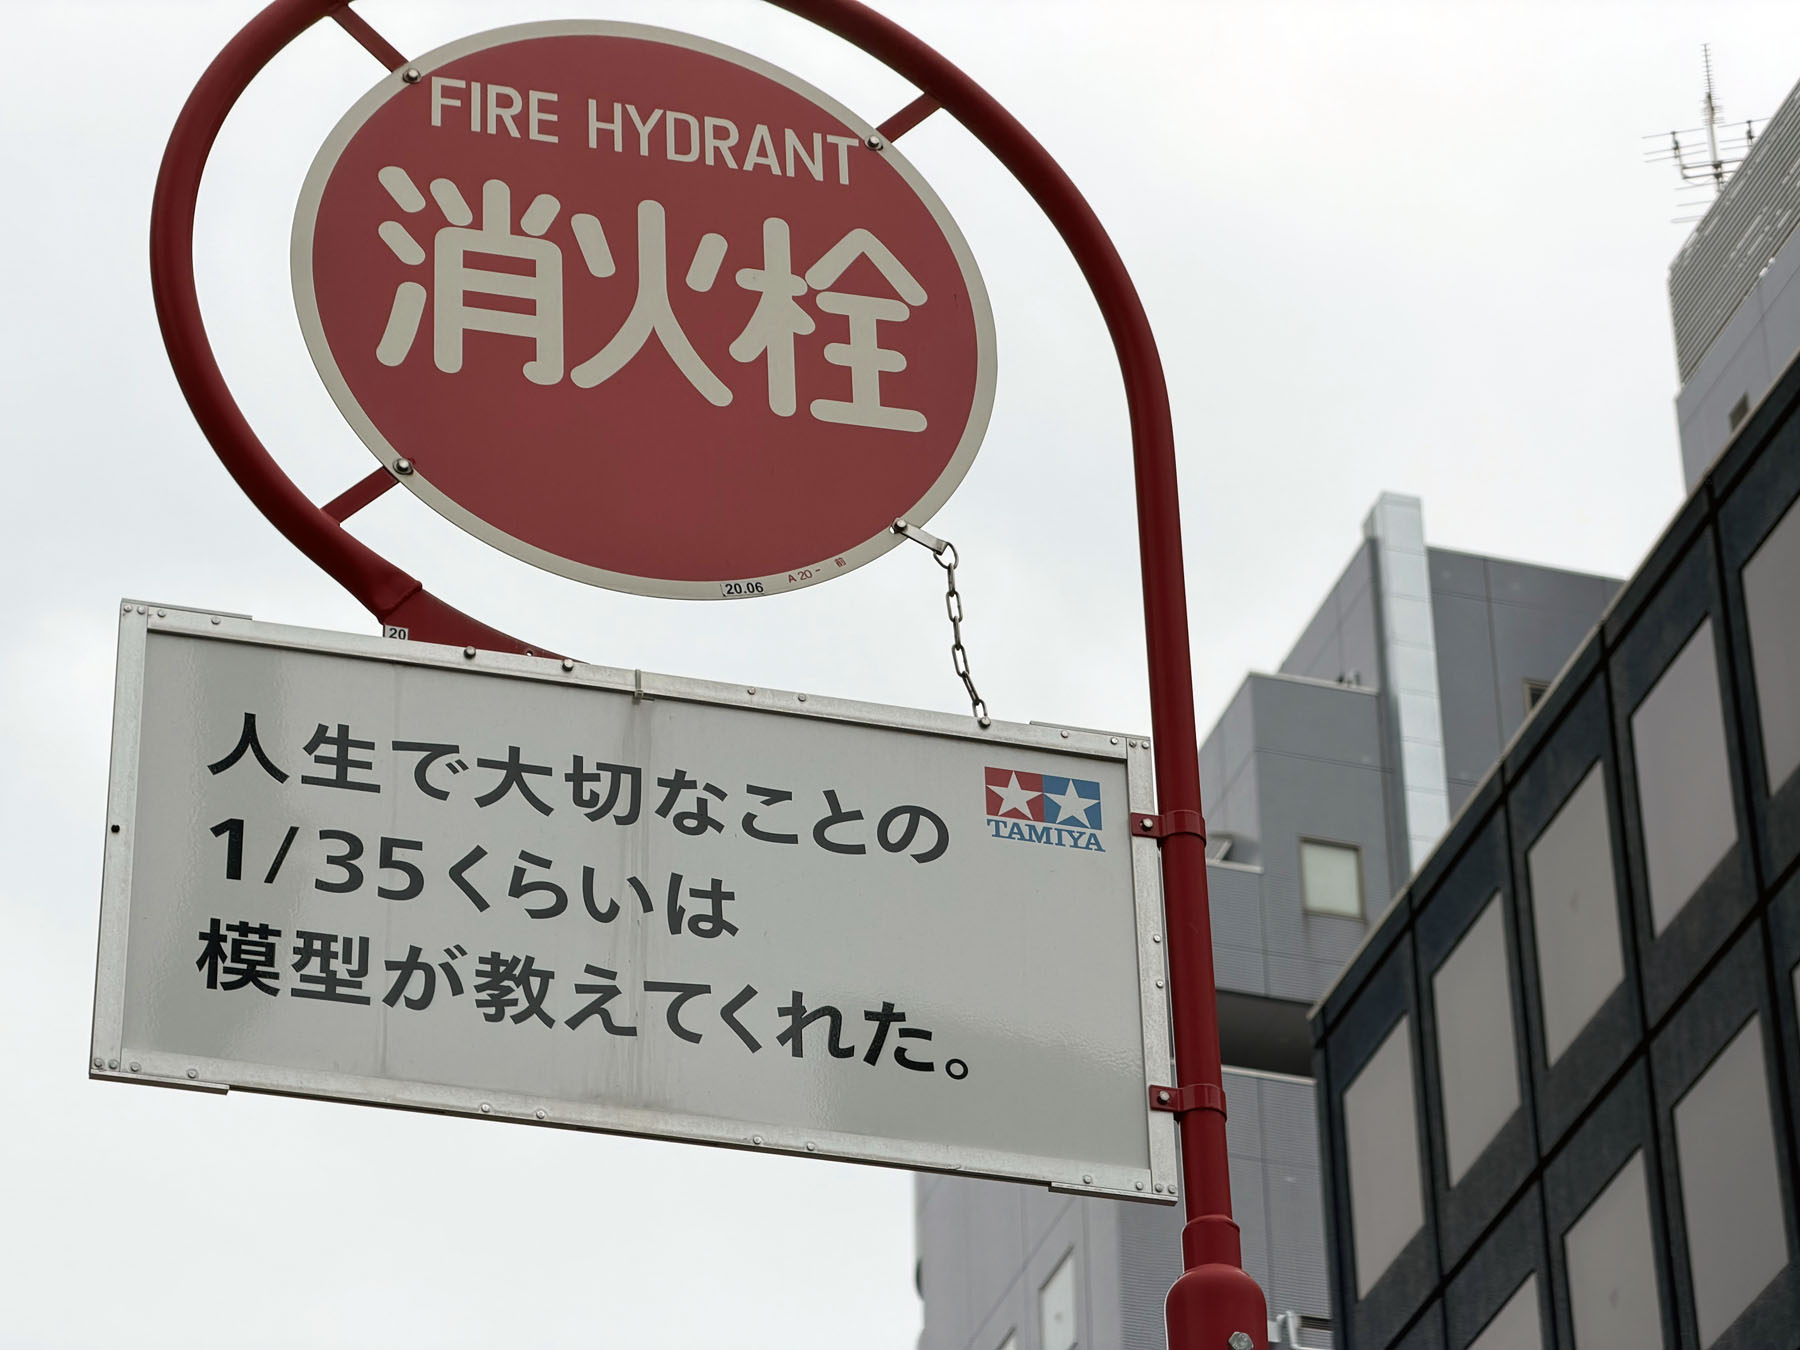 FIRE HYDRANT
消火栓
20.06
20
人生で大切なことの
1/35くらいは
模型が教えてくれた。
TAMIYA